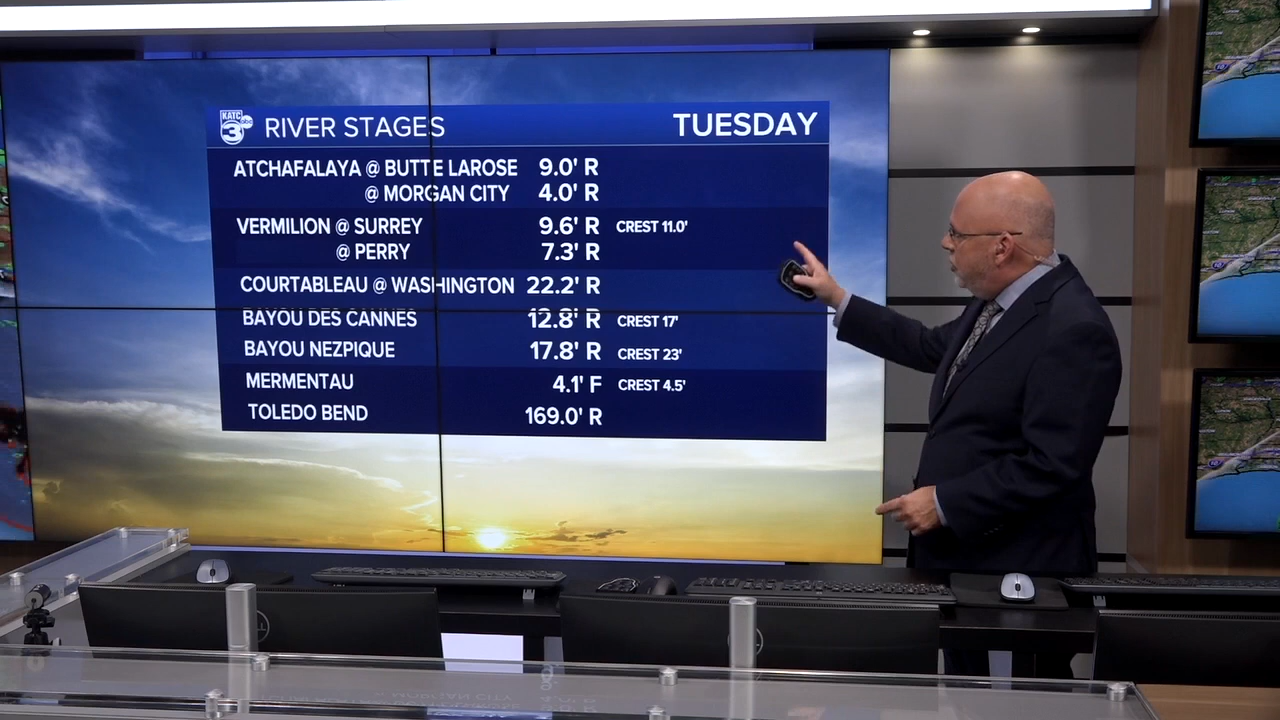 KATC
3
abc
RIVER STAGES TUESDAY
ATCHAFALAYA @ BUTTE LAROSE 9.0' R
@ MORGAN CITY 4.0' R
VERMILION @ SURREY 9.6' R CREST 11.0'
@ PERRY 7.3' R
COURTABLEAU @ WASHINGTON 22.2' R
BAYOU DES CANNES 12.8' R CREST 17'
BAYOU NEZPIQUE 17.8' R CREST 23'
MERMENTAU 4.1' F CREST 4.5'
TOLEDO BEND 169.0' R